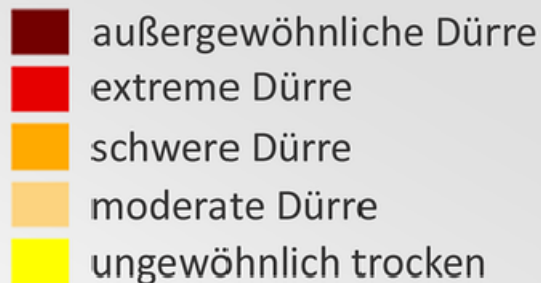 außergewöhnliche Dürre
extreme Dürre
schwere Dürre
moderate Dürre
ungewöhnlich trocken